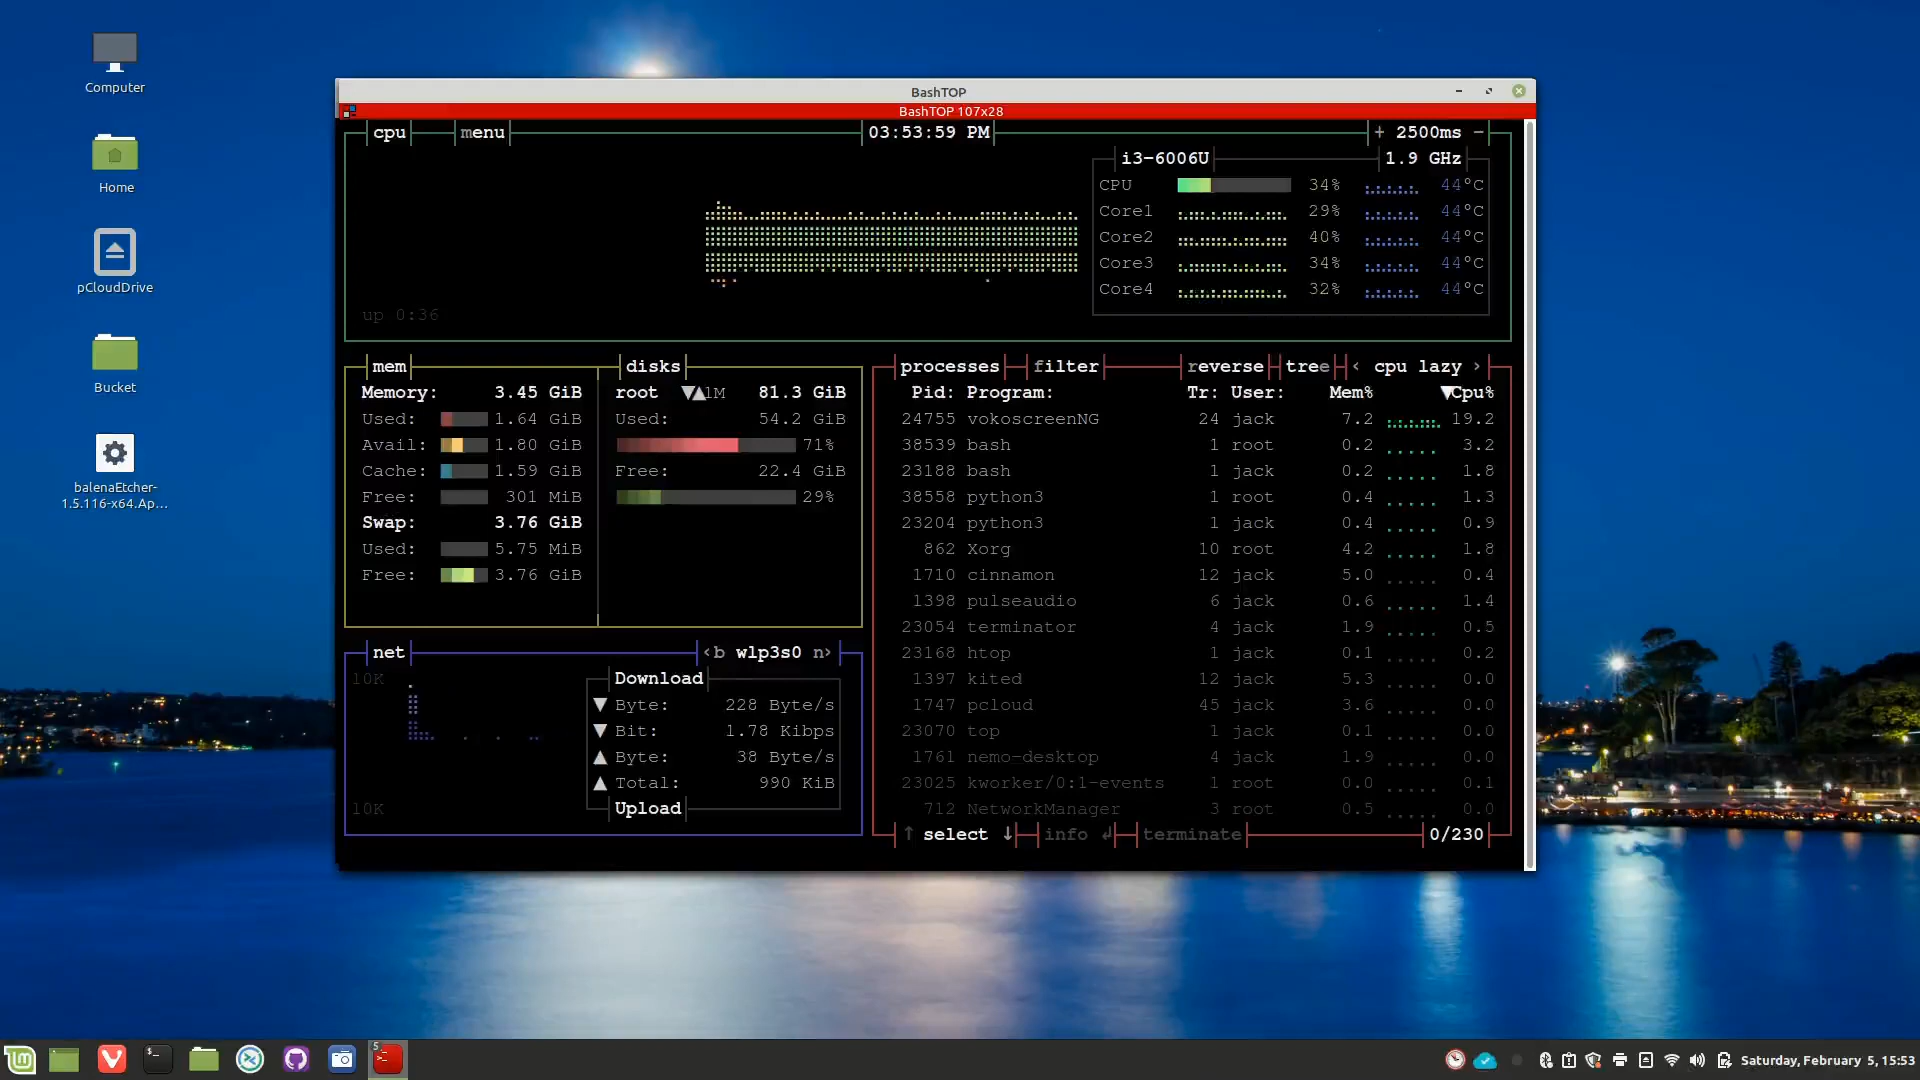 Computer
Home
pCloudDrive
Bucket
balenaEtcher-
1.5.116-x64.Ap...
BashTOP
BashTOP 107x28
cpu menu 03:53:59 PM + 2500ms -
i3-6006U 1.9 GHz
CPU 34% 44°C
Core1 29% 44°C
Core2 40% 44°C
Core3 34% 44°C
Core4 32% 44°C
up 0:36
mem
Memory: 3.45 GiB
Used: 1.64 GiB
Avail: 1.80 GiB
Cache: 1.59 GiB
Free: 301 MiB
Swap: 3.76 GiB
Used: 5.75 MiB
Free: 3.76 GiB
disks
root ▼▲1M 81.3 GiB
Used: 54.2 GiB
71%
Free: 22.4 GiB
29%
net ‹b wlp3s0 n›
10K
10K
Download
▼ Byte: 228 Byte/s
▼ Bit: 1.78 Kibps
▲ Byte: 38 Byte/s
▲ Total: 990 KiB
Upload
processes filter reverse tree ‹ cpu lazy ›
Pid: Program: Tr: User: Mem% ▼Cpu%
24755 vokoscreenNG 24 jack 7.2 19.2
38539 bash 1 root 0.2 3.2
23188 bash 1 jack 0.2 1.8
38558 python3 1 root 0.4 1.3
23204 python3 1 jack 0.4 0.9
862 Xorg 10 root 4.2 1.8
1710 cinnamon 12 jack 5.0 0.4
1398 pulseaudio 6 jack 0.6 1.4
23054 terminator 4 jack 1.9 0.5
23168 htop 1 jack 0.1 0.2
1397 kited 12 jack 5.3 0.0
1747 pcloud 45 jack 3.6 0.0
23070 top 1 jack 0.1 0.0
1761 nemo-desktop 4 jack 1.9 0.0
23025 kworker/0:1-events 1 root 0.0 0.1
712 NetworkManager 3 root 0.5 0.0
↑ select ↓ info ↲ terminate 0/230
Saturday, February 5, 15:53